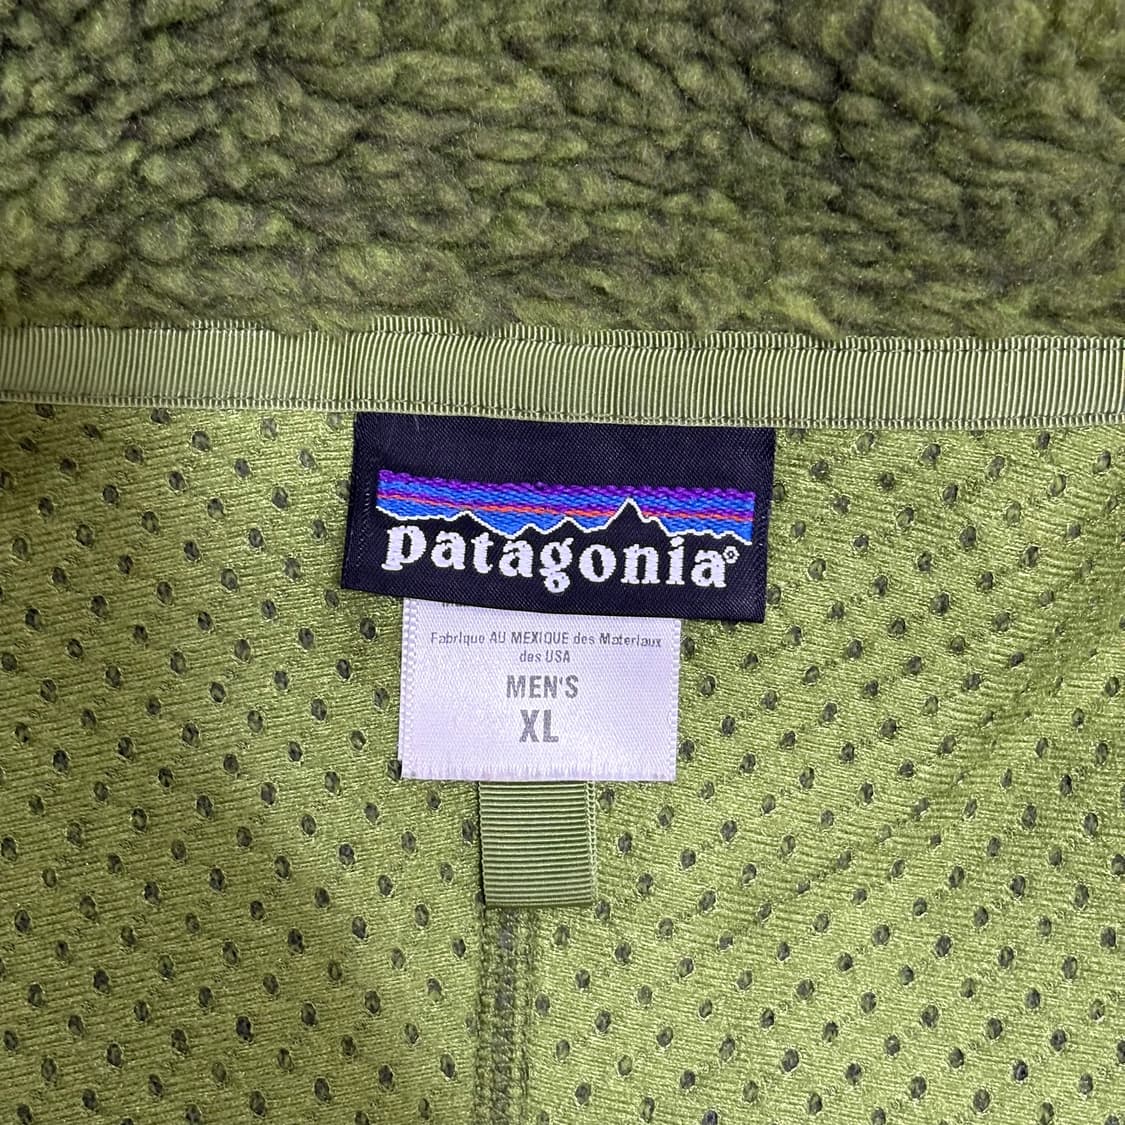 patagonia®
Fabrique AU MEXIQUE des Materiaux
des USA
MEN'S
XL